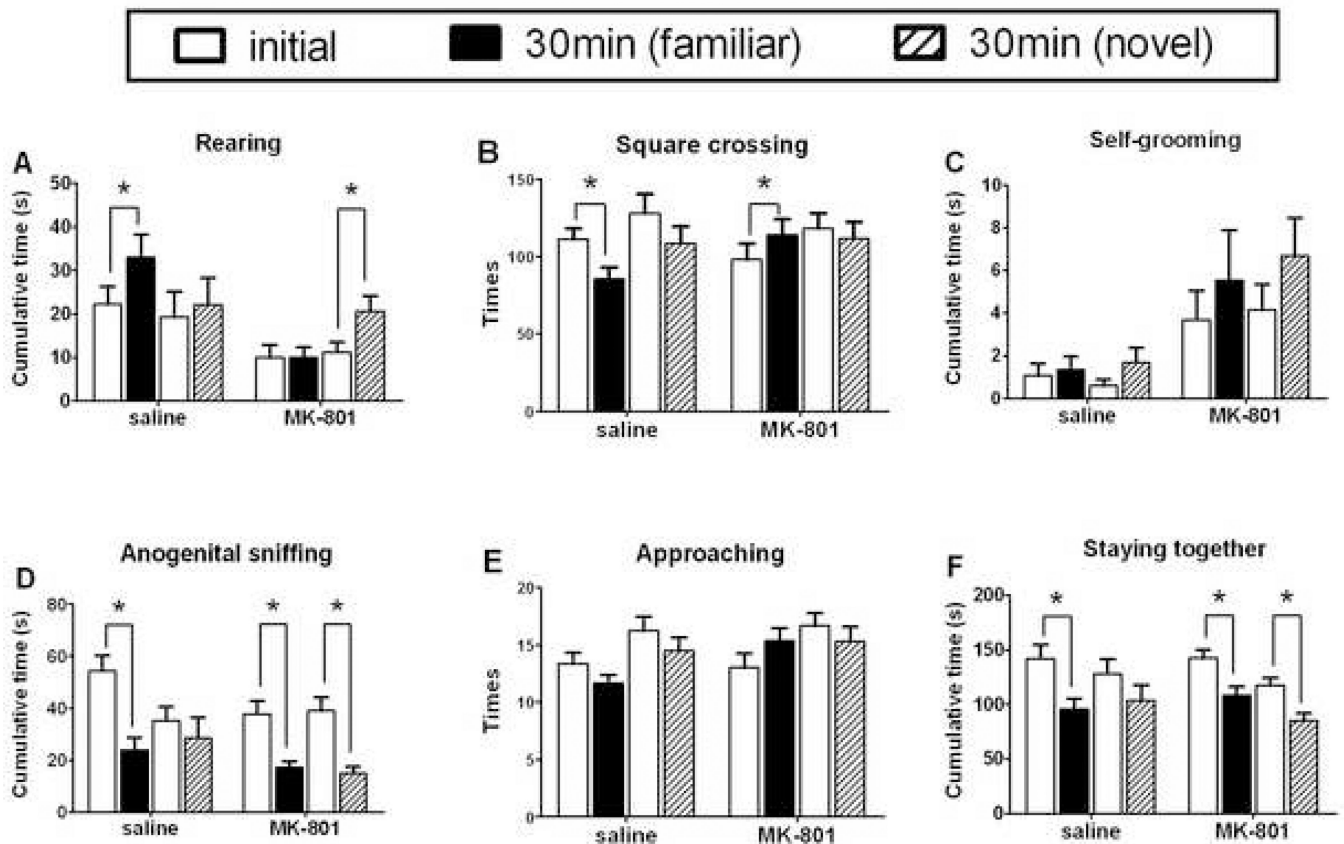 initial 30min (familiar) 30min (novel)
A Rearing
Cumulative time (s)
50
40
30
20
10
0
* *
saline MK-801
B Square crossing
Times
150
100
50
0
* *
saline MK-801
C Self-grooming
Cumulative time (s)
10
8
6
4
2
0
saline MK-801
D Anogenital sniffing
Cumulative time (s)
80
60
40
20
0
* * *
saline MK-801
E Approaching
Times
20
15
10
5
0
saline MK-801
F Staying together
Cumulative time (s)
200
150
100
50
0
* * *
saline MK-801